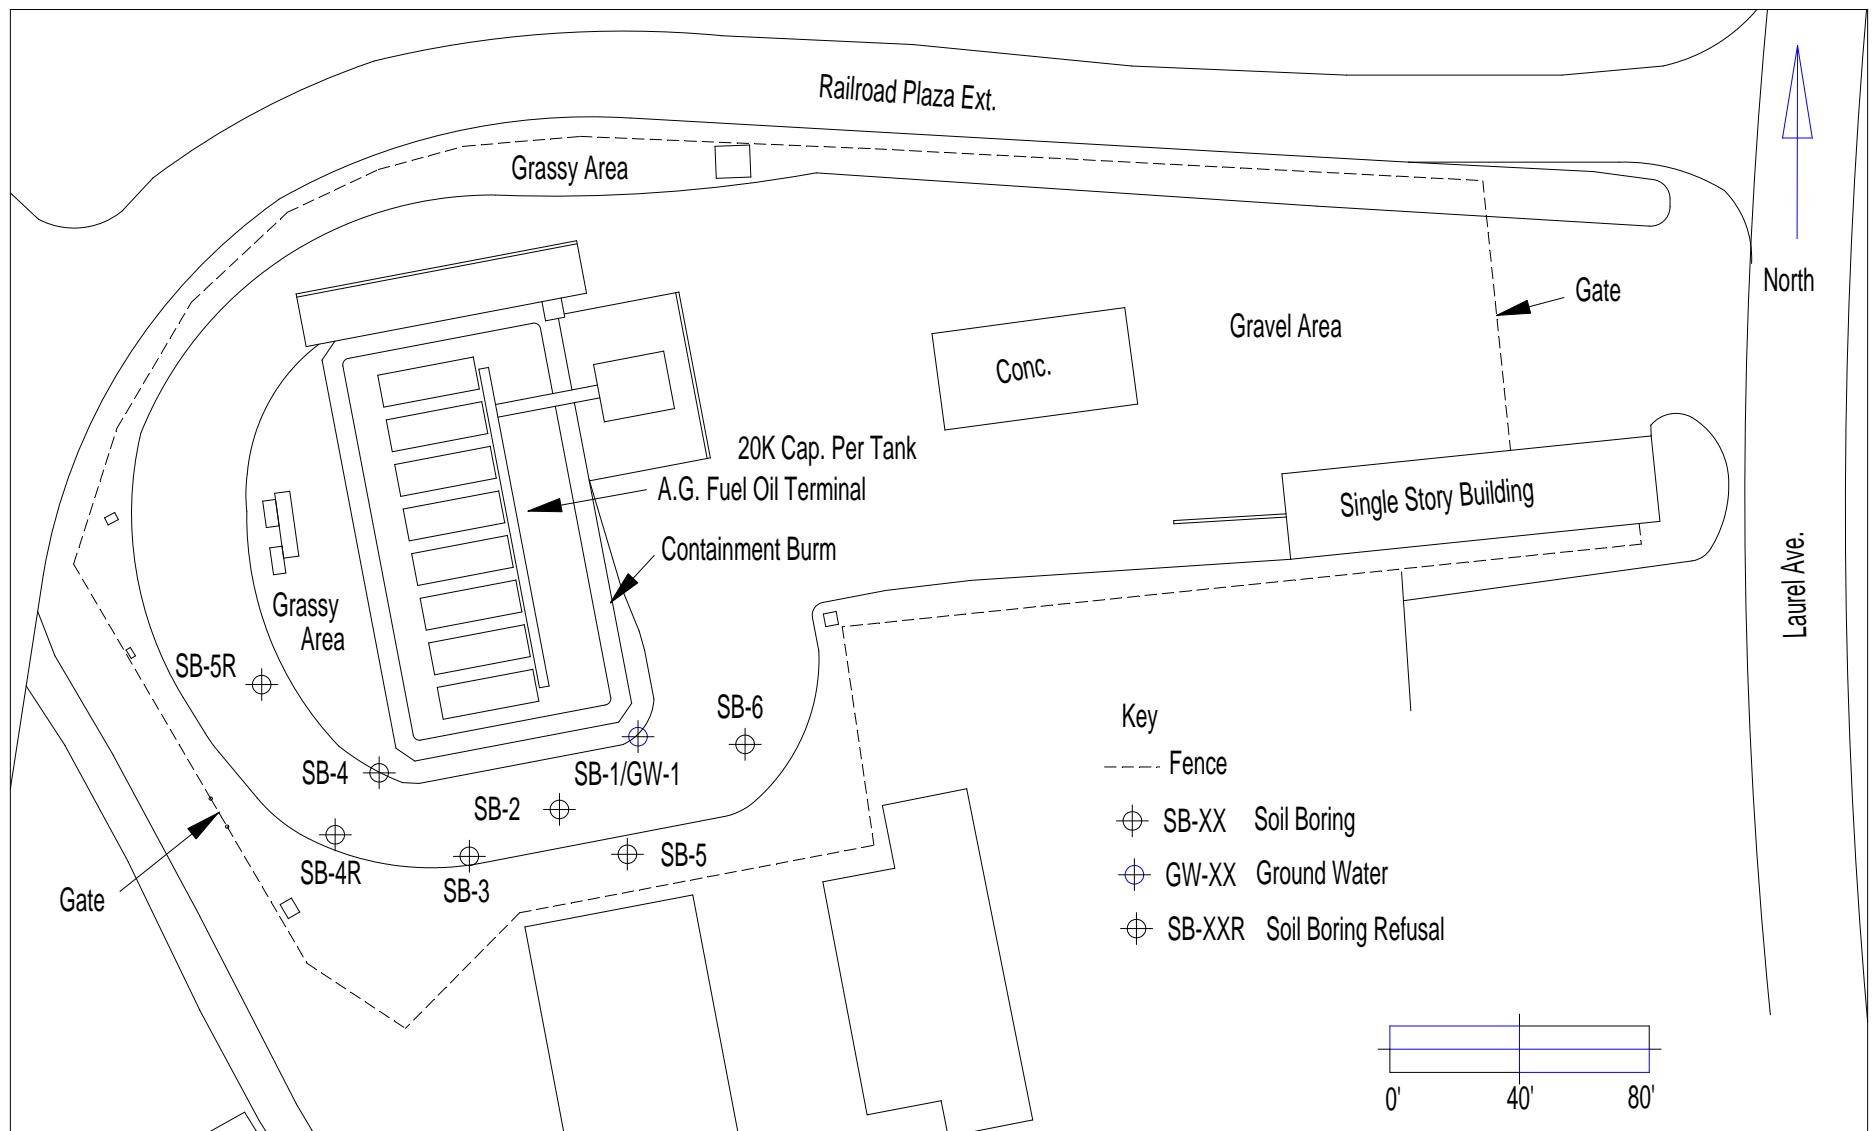 Railroad Plaza Ext.
Grassy Area
North
Gate
Gravel Area
Conc.
20K Cap. Per Tank
A.G. Fuel Oil Terminal
Single Story Building
Containment Burm
Laurel Ave.
Grassy
Area
SB-5R
SB-6
Key
Fence
SB-4
SB-1/GW-1
SB-2
SB-XX Soil Boring
SB-5
SB-4R
SB-3
GW-XX Ground Water
Gate
SB-XXR Soil Boring Refusal
0' 40' 80'